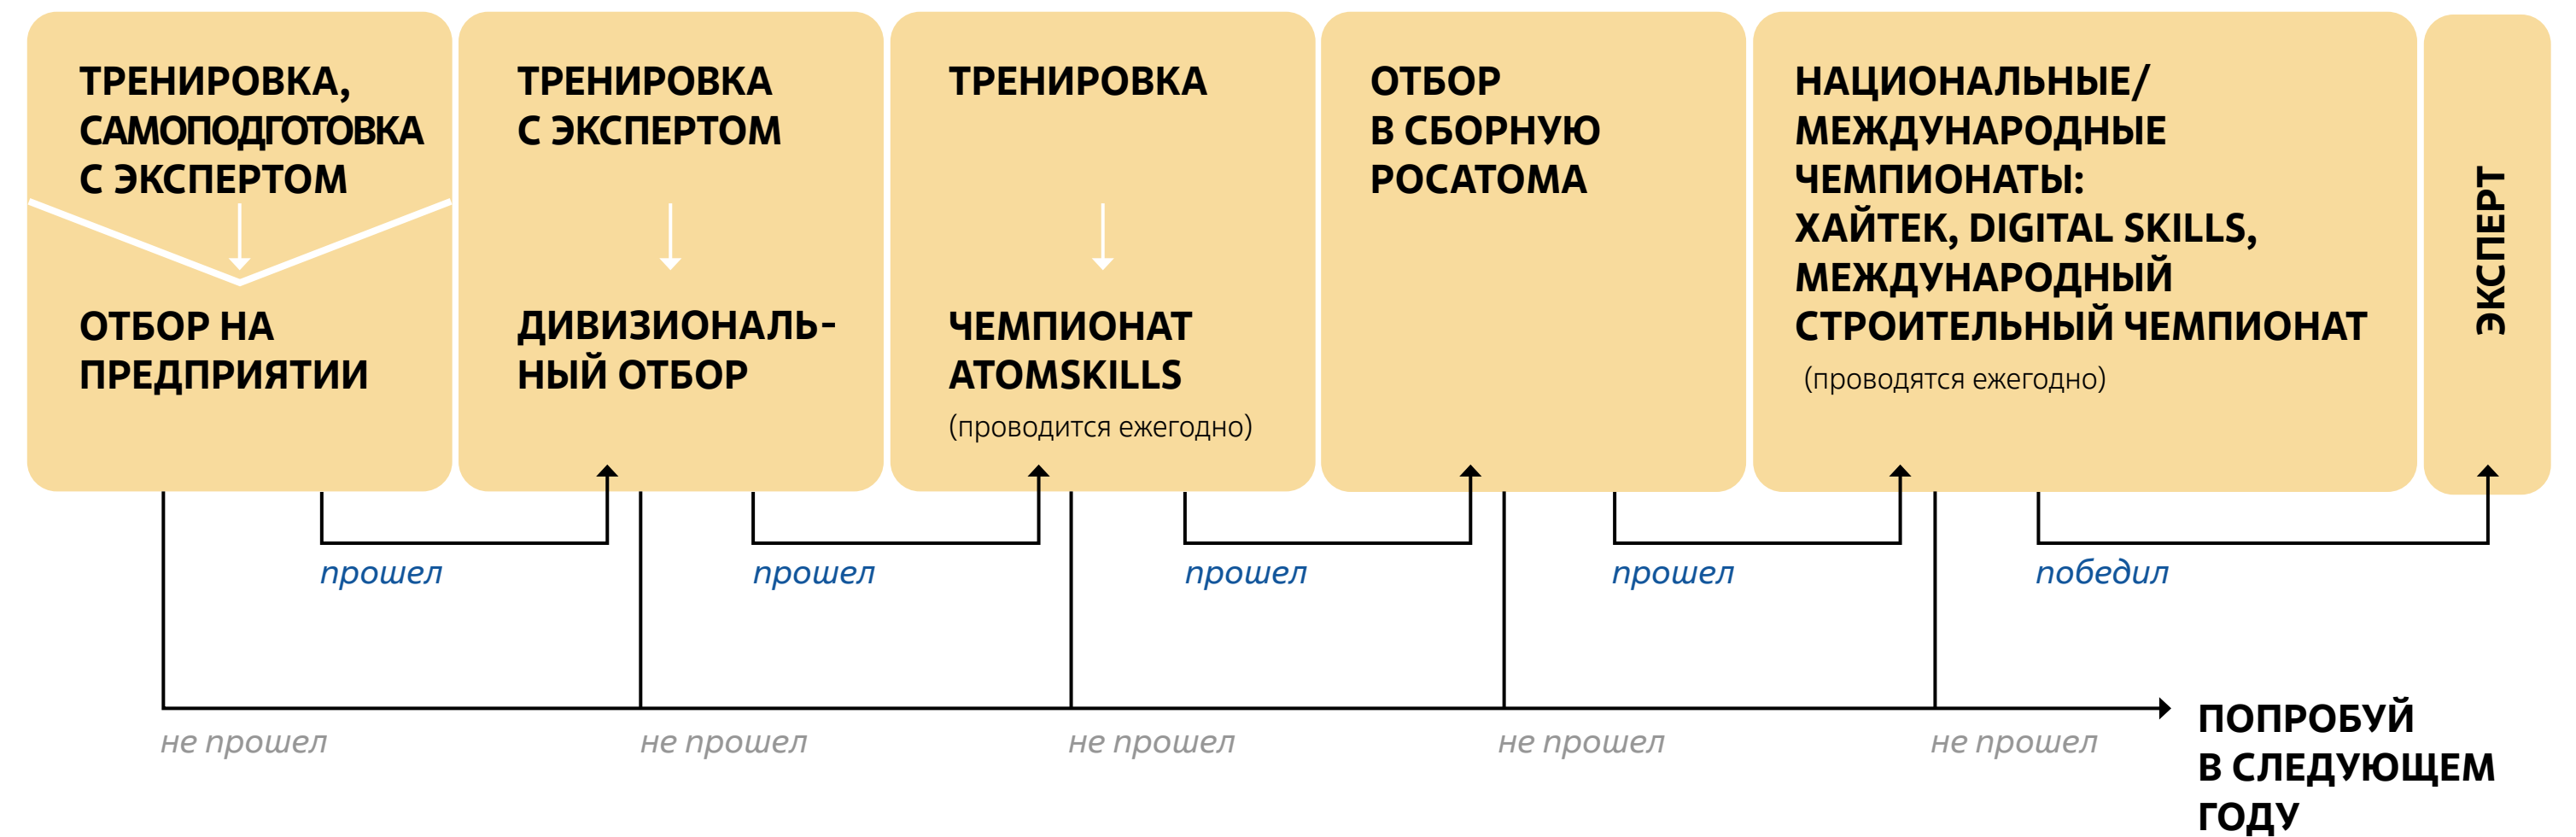 ТРЕНИРОВКА,
САМОПОДГОТОВКА
С ЭКСПЕРТОМ
ОТБОР НА
ПРЕДПРИЯТИИ
ТРЕНИРОВКА
С ЭКСПЕРТОМ
ДИВИЗИОНАЛЬ-
НЫЙ ОТБОР
ТРЕНИРОВКА
ЧЕМПИОНАТ
ATOMSKILLS
(проводится ежегодно)
ОТБОР
В СБОРНУЮ
РОСАТОМА
НАЦИОНАЛЬНЫЕ/
МЕЖДУНАРОДНЫЕ
ЧЕМПИОНАТЫ:
ХАЙТЕК, DIGITAL SKILLS,
МЕЖДУНАРОДНЫЙ
СТРОИТЕЛЬНЫЙ ЧЕМПИОНАТ
(проводятся ежегодно)
ЭКСПЕРТ
прошел
прошел
прошел
прошел
победил
не прошел
не прошел
не прошел
не прошел
не прошел
ПОПРОБУЙ
В СЛЕДУЮЩЕМ
ГОДУ